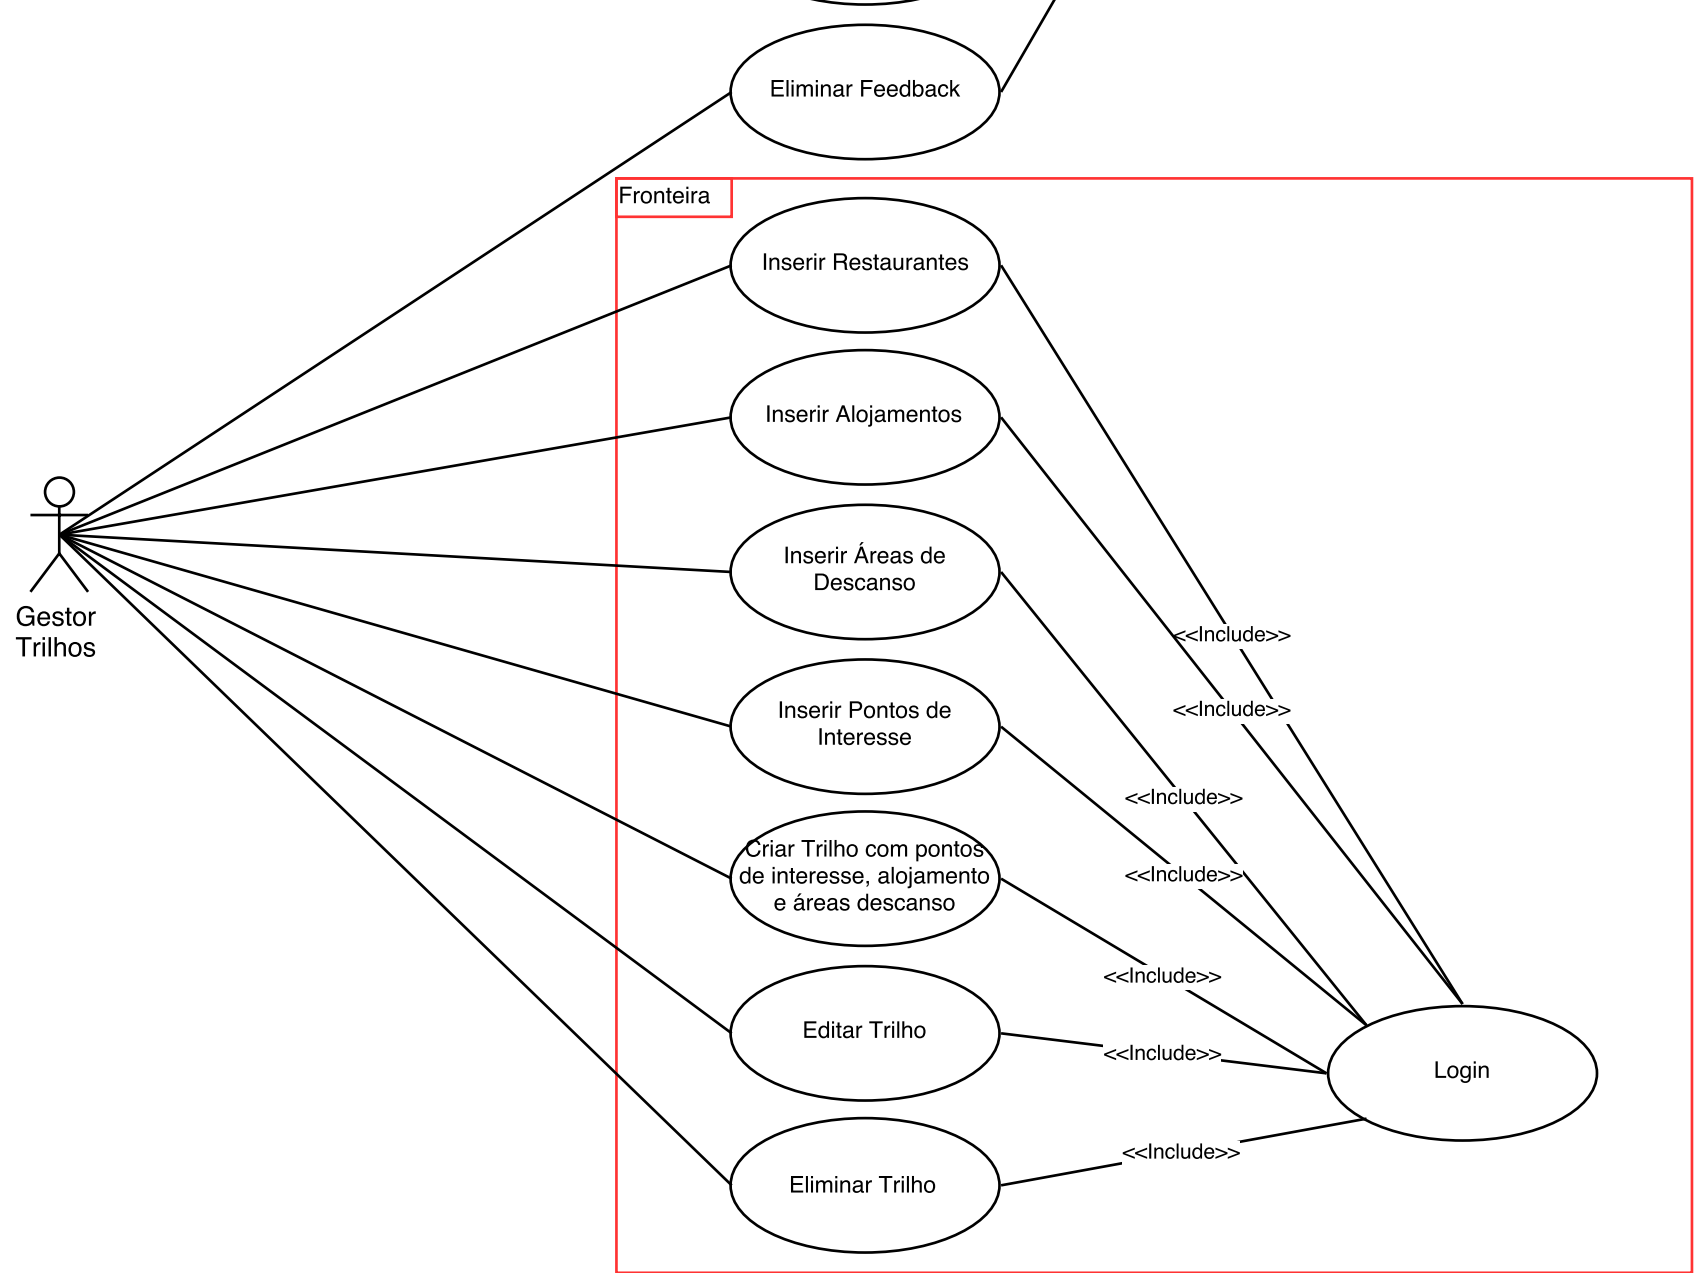 Eliminar Feedback
Fronteira
Inserir Restaurantes
Inserir Alojamentos
Inserir Áreas de
Descanso
Gestor
Trilhos
<<Include>>
Inserir Pontos de
Interesse
<<Include>>
<<Include>>
Criar Trilho com pontos
de interesse, alojamento
e áreas descanso
<<Include>>
<<Include>>
Editar Trilho
<<Include>>
Login
<<Include>>
Eliminar Trilho